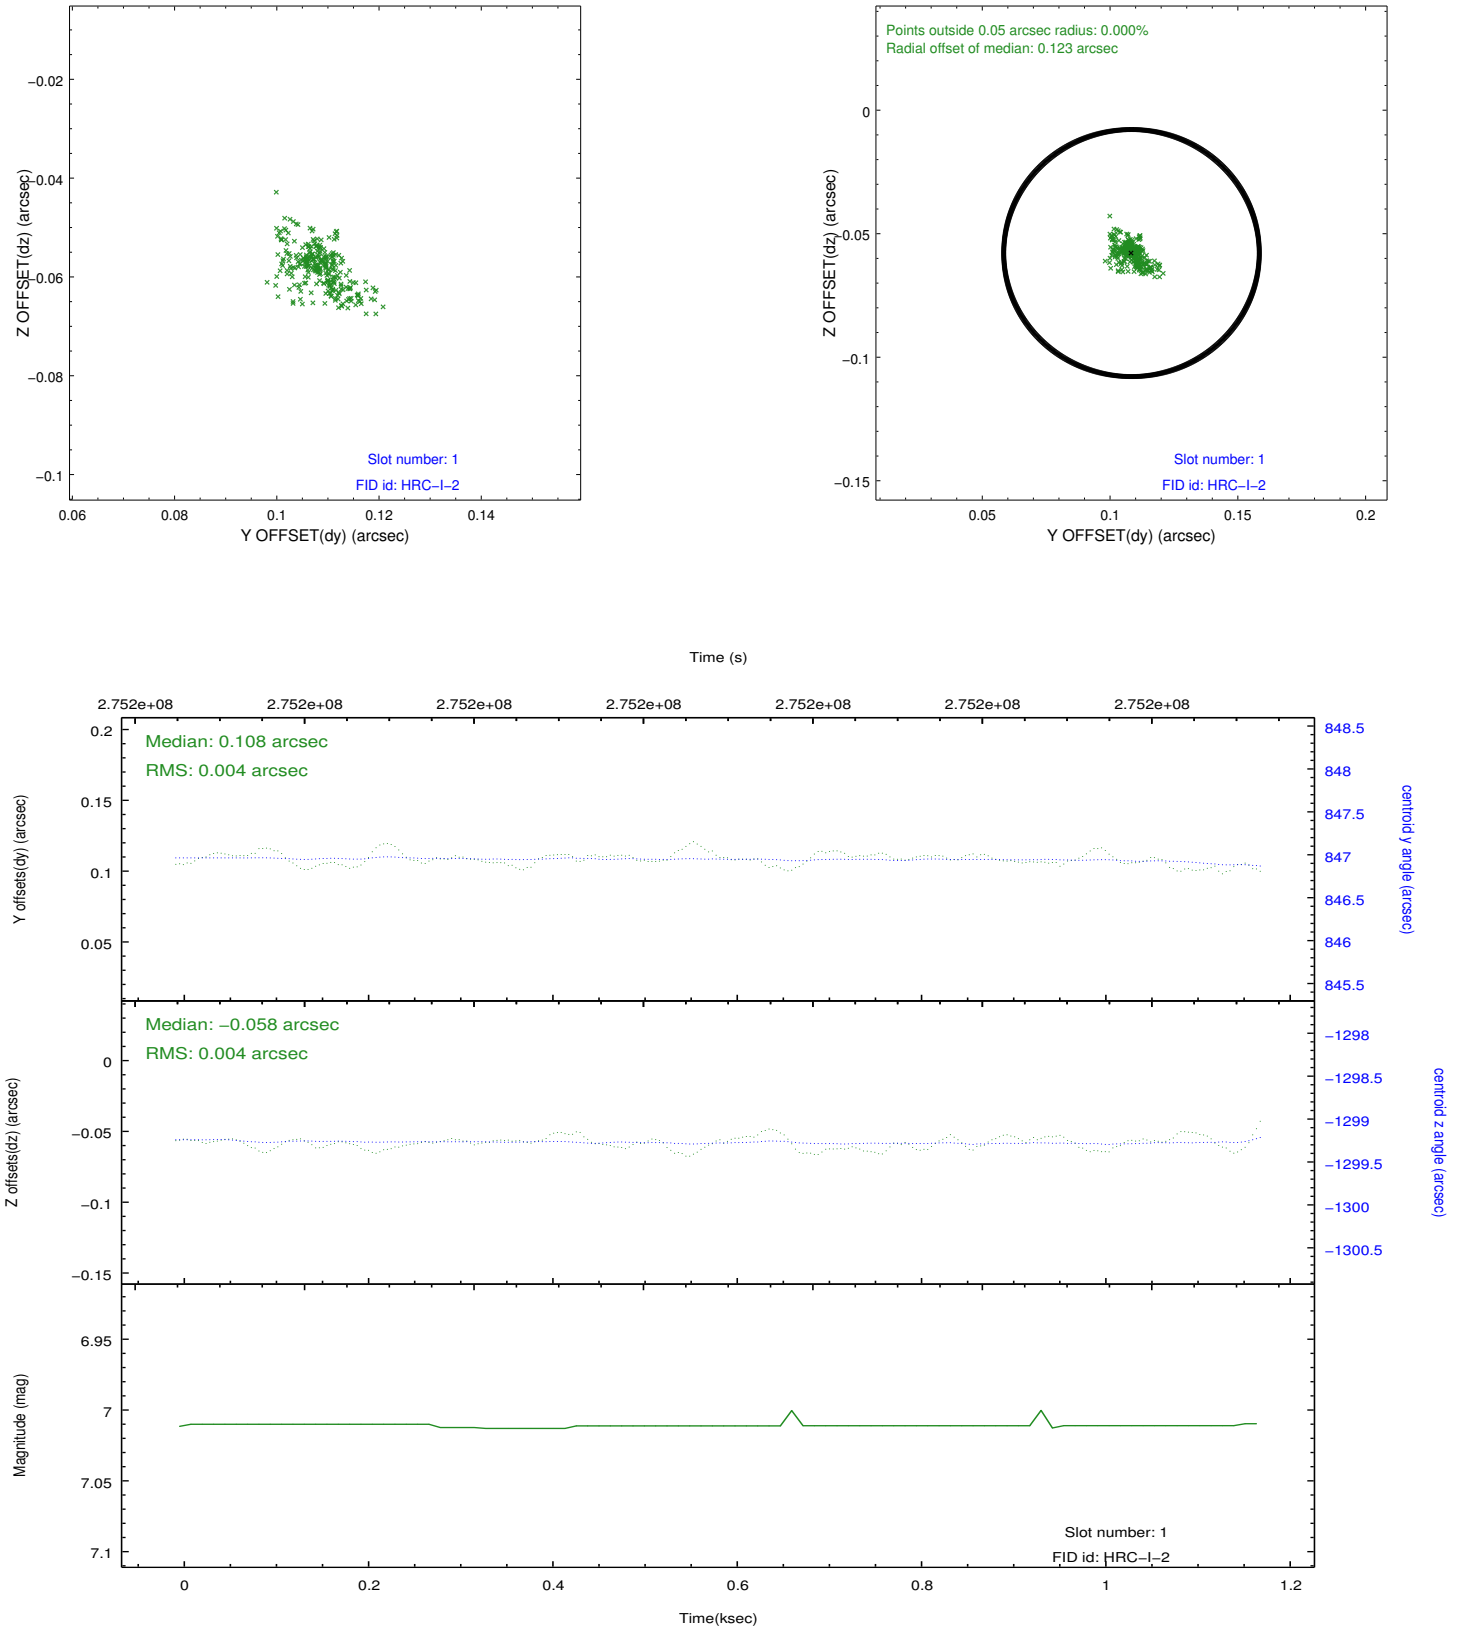 −0.02
−0.04
−0.06
−0.08
−0.1
Z OFFSET(dz) (arcsec)
Slot number: 1
FID id: HRC−I−2
0.06 0.08 0.1 0.12 0.14
Y OFFSET(dy) (arcsec)
Points outside 0.05 arcsec radius: 0.000%
Radial offset of median: 0.123 arcsec
0
−0.05
−0.1
−0.15
Z OFFSET(dz) (arcsec)
Slot number: 1
FID id: HRC−I−2
0.05 0.1 0.15 0.2
Y OFFSET(dy) (arcsec)
Time (s)
2.752e+08 2.752e+08 2.752e+08 2.752e+08 2.752e+08 2.752e+08 2.752e+08
Median: 0.108 arcsec
RMS: 0.004 arcsec
0.2
0.15
0.1
0.05
Y offsets(dy) (arcsec)
848.5
848
847.5
847
846.5
846
845.5
centroid y angle (arcsec)
Median: −0.058 arcsec
RMS: 0.004 arcsec
0
−0.05
−0.1
−0.15
Z offsets(dz) (arcsec)
−1298
−1298.5
−1299
−1299.5
−1300
−1300.5
centroid z angle (arcsec)
6.95
7
7.05
7.1
Magnitude (mag)
Slot number: 1
FID id: HRC−I−2
0 0.2 0.4 0.6 0.8 1 1.2
Time(ksec)